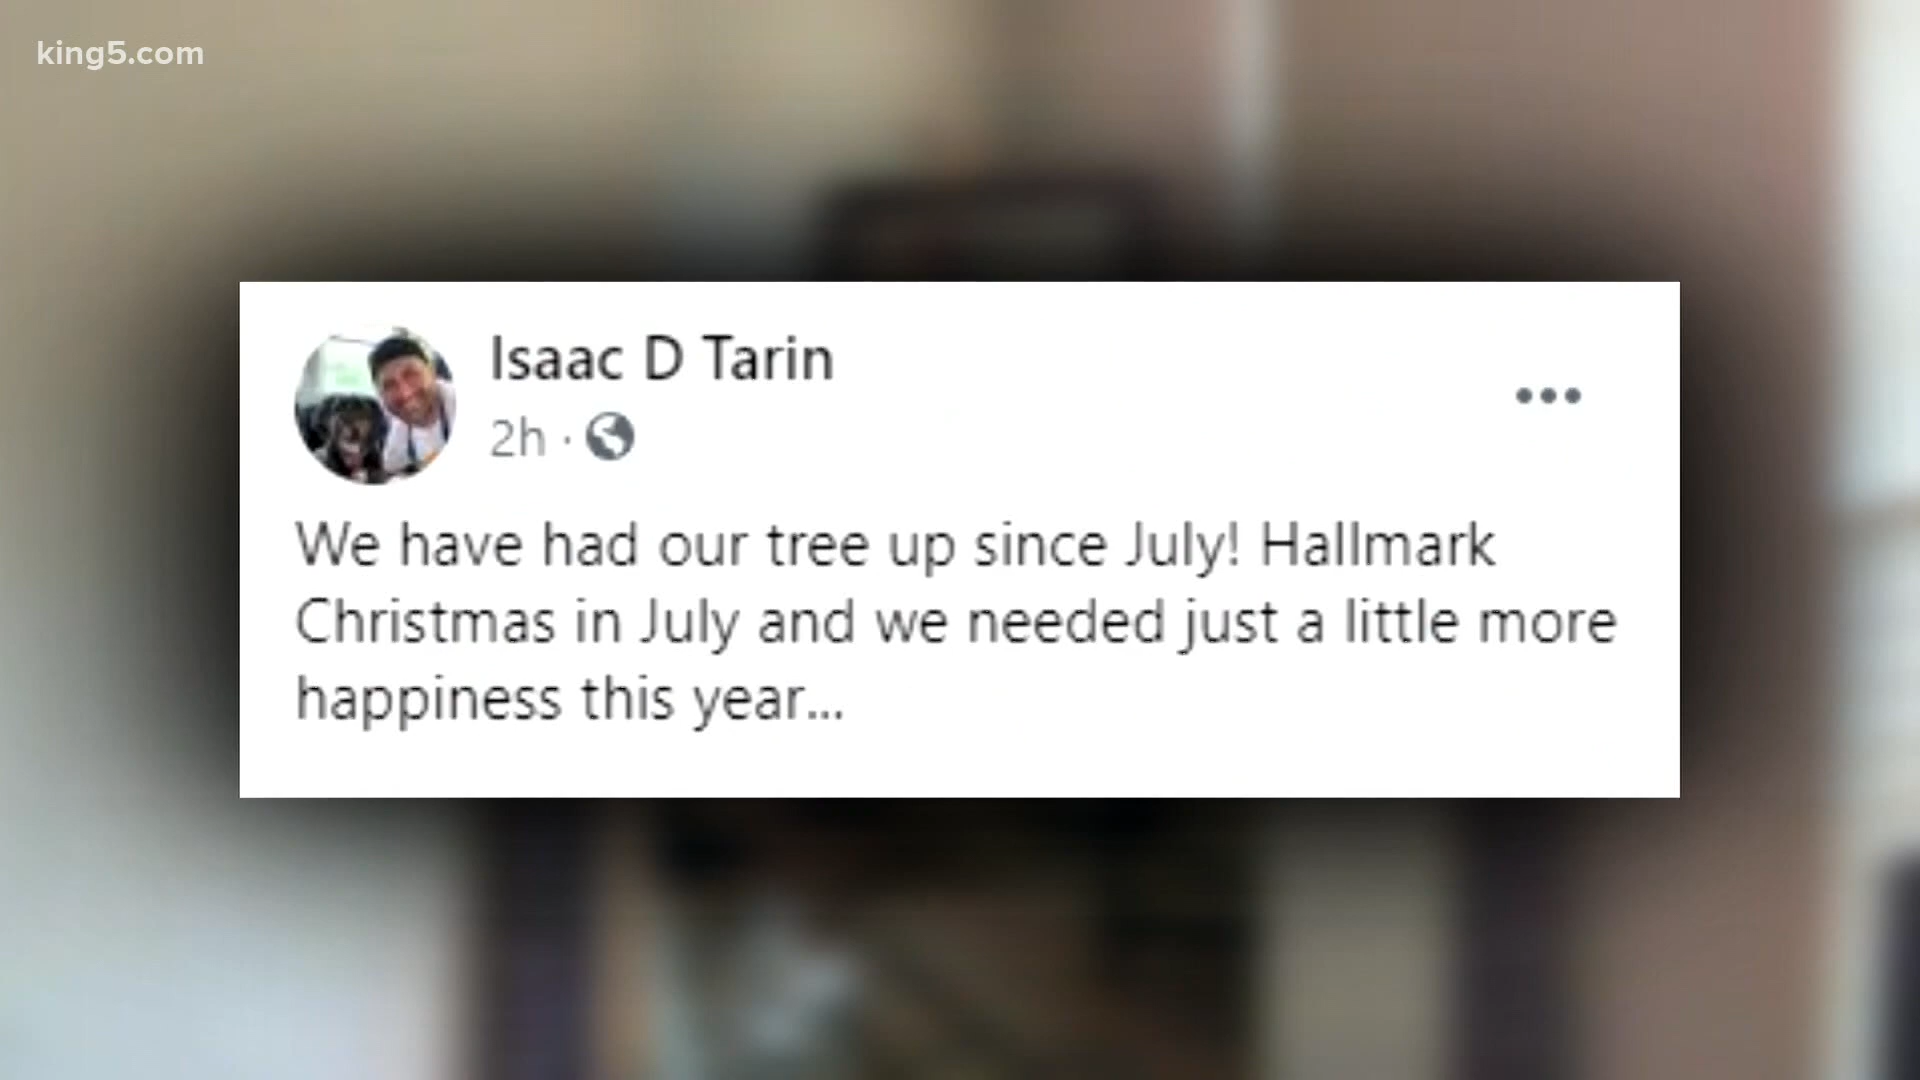 king5.com
Isaac D Tarin
2h ·
We have had our tree up since July! Hallmark
Christmas in July and we needed just a little more
happiness this year...